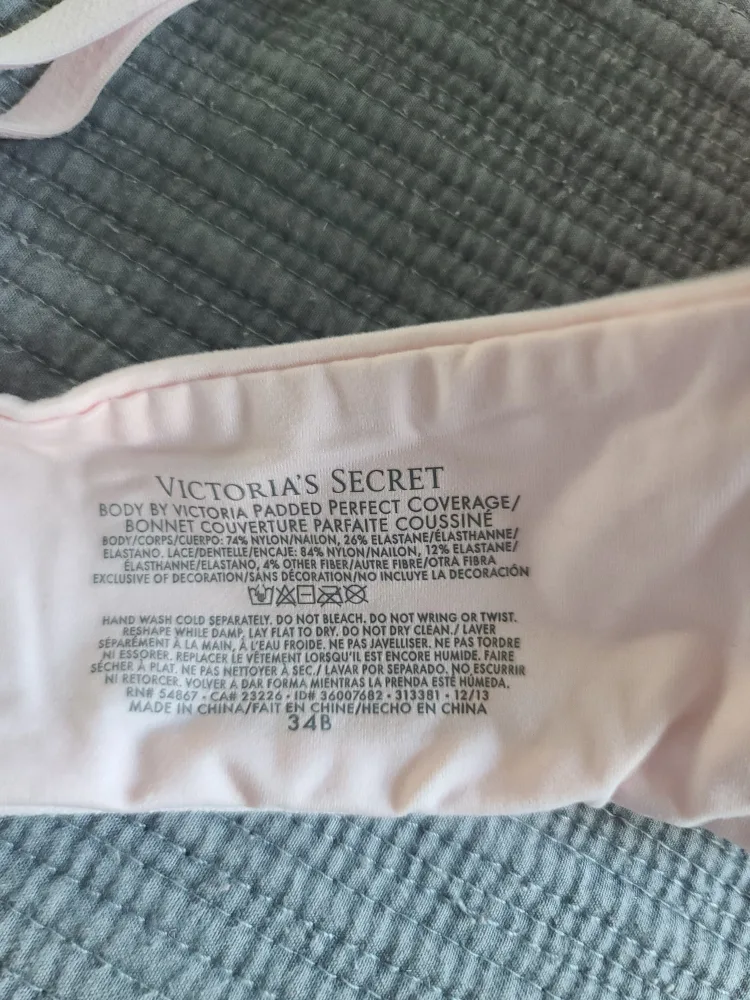 VICTORIA'S SECRET
BODY BY VICTORIA PADDED PERFECT COVERAGE/
BONNET COUVERTURE PARFAITE COUSSINÉ
BODY/CORPS/CUERPO: 74% NYLON/NAILON, 26% ELASTANE/ÉLASTHANNE/
ELASTANO. LACE/DENTELLE/ENCAJE: 84% NYLON/NAILON, 12% ELASTANE/
ÉLASTHANNE/ELASTANO, 4% OTHER FIBER/AUTRE FIBRE/OTRA FIBRA
EXCLUSIVE OF DECORATION/SANS DÉCORATION/NO INCLUYE LA DECORACIÓN
HAND WASH COLD SEPARATELY. DO NOT BLEACH. DO NOT WRING OR TWIST.
RESHAPE WHILE DAMP, LAY FLAT TO DRY. DO NOT DRY CLEAN./ LAVER
SÉPARÉMENT À LA MAIN, À L'EAU FROIDE. NE PAS JAVELLISER. NE PAS TORDRE
NI ESSORER. REPLACER LE VÊTEMENT LORSQU'IL EST ENCORE HUMIDE. FAIRE
SÉCHER À PLAT. NE PAS NETTOYER À SEC./ LAVAR POR SEPARADO. NO ESCURRIR
NI RETORCER. VOLVER A DAR FORMA MIENTRAS LA PRENDA ESTÉ HÚMEDA.
RN# 54867 • CA# 23226 • ID# 36007682 • 313381 • 12/13
MADE IN CHINA/FAIT EN CHINE/HECHO EN CHINA
34B